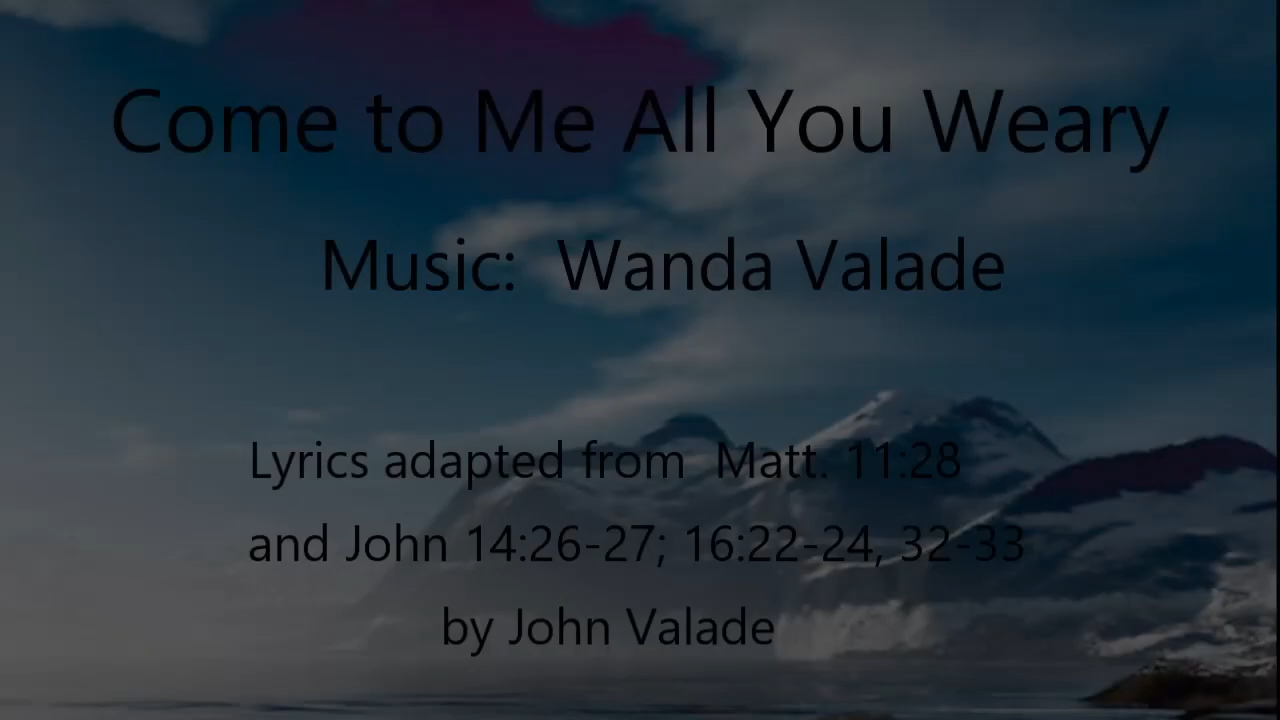 Come to Me All You Weary
Music:  Wanda Valade
Lyrics adapted from  Matt. 11:28
and John 14:26-27; 16:22-24, 32-33
by John Valade